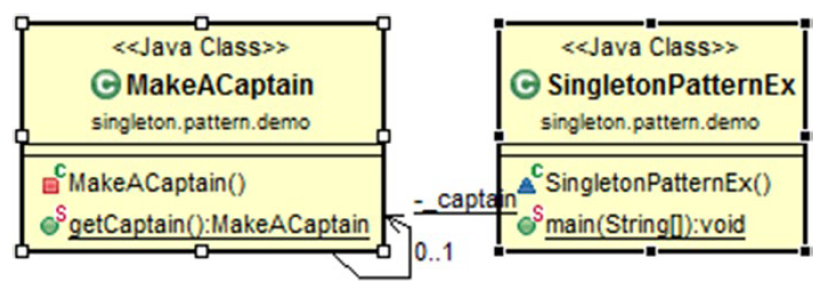 <<Java Class>>
C MakeACaptain
singleton.pattern.demo
C MakeACaptain()
S getCaptain():MakeACaptain
-_captain
0..1
<<Java Class>>
C SingletonPatternEx
singleton.pattern.demo
C SingletonPatternEx()
S main(String[]):void